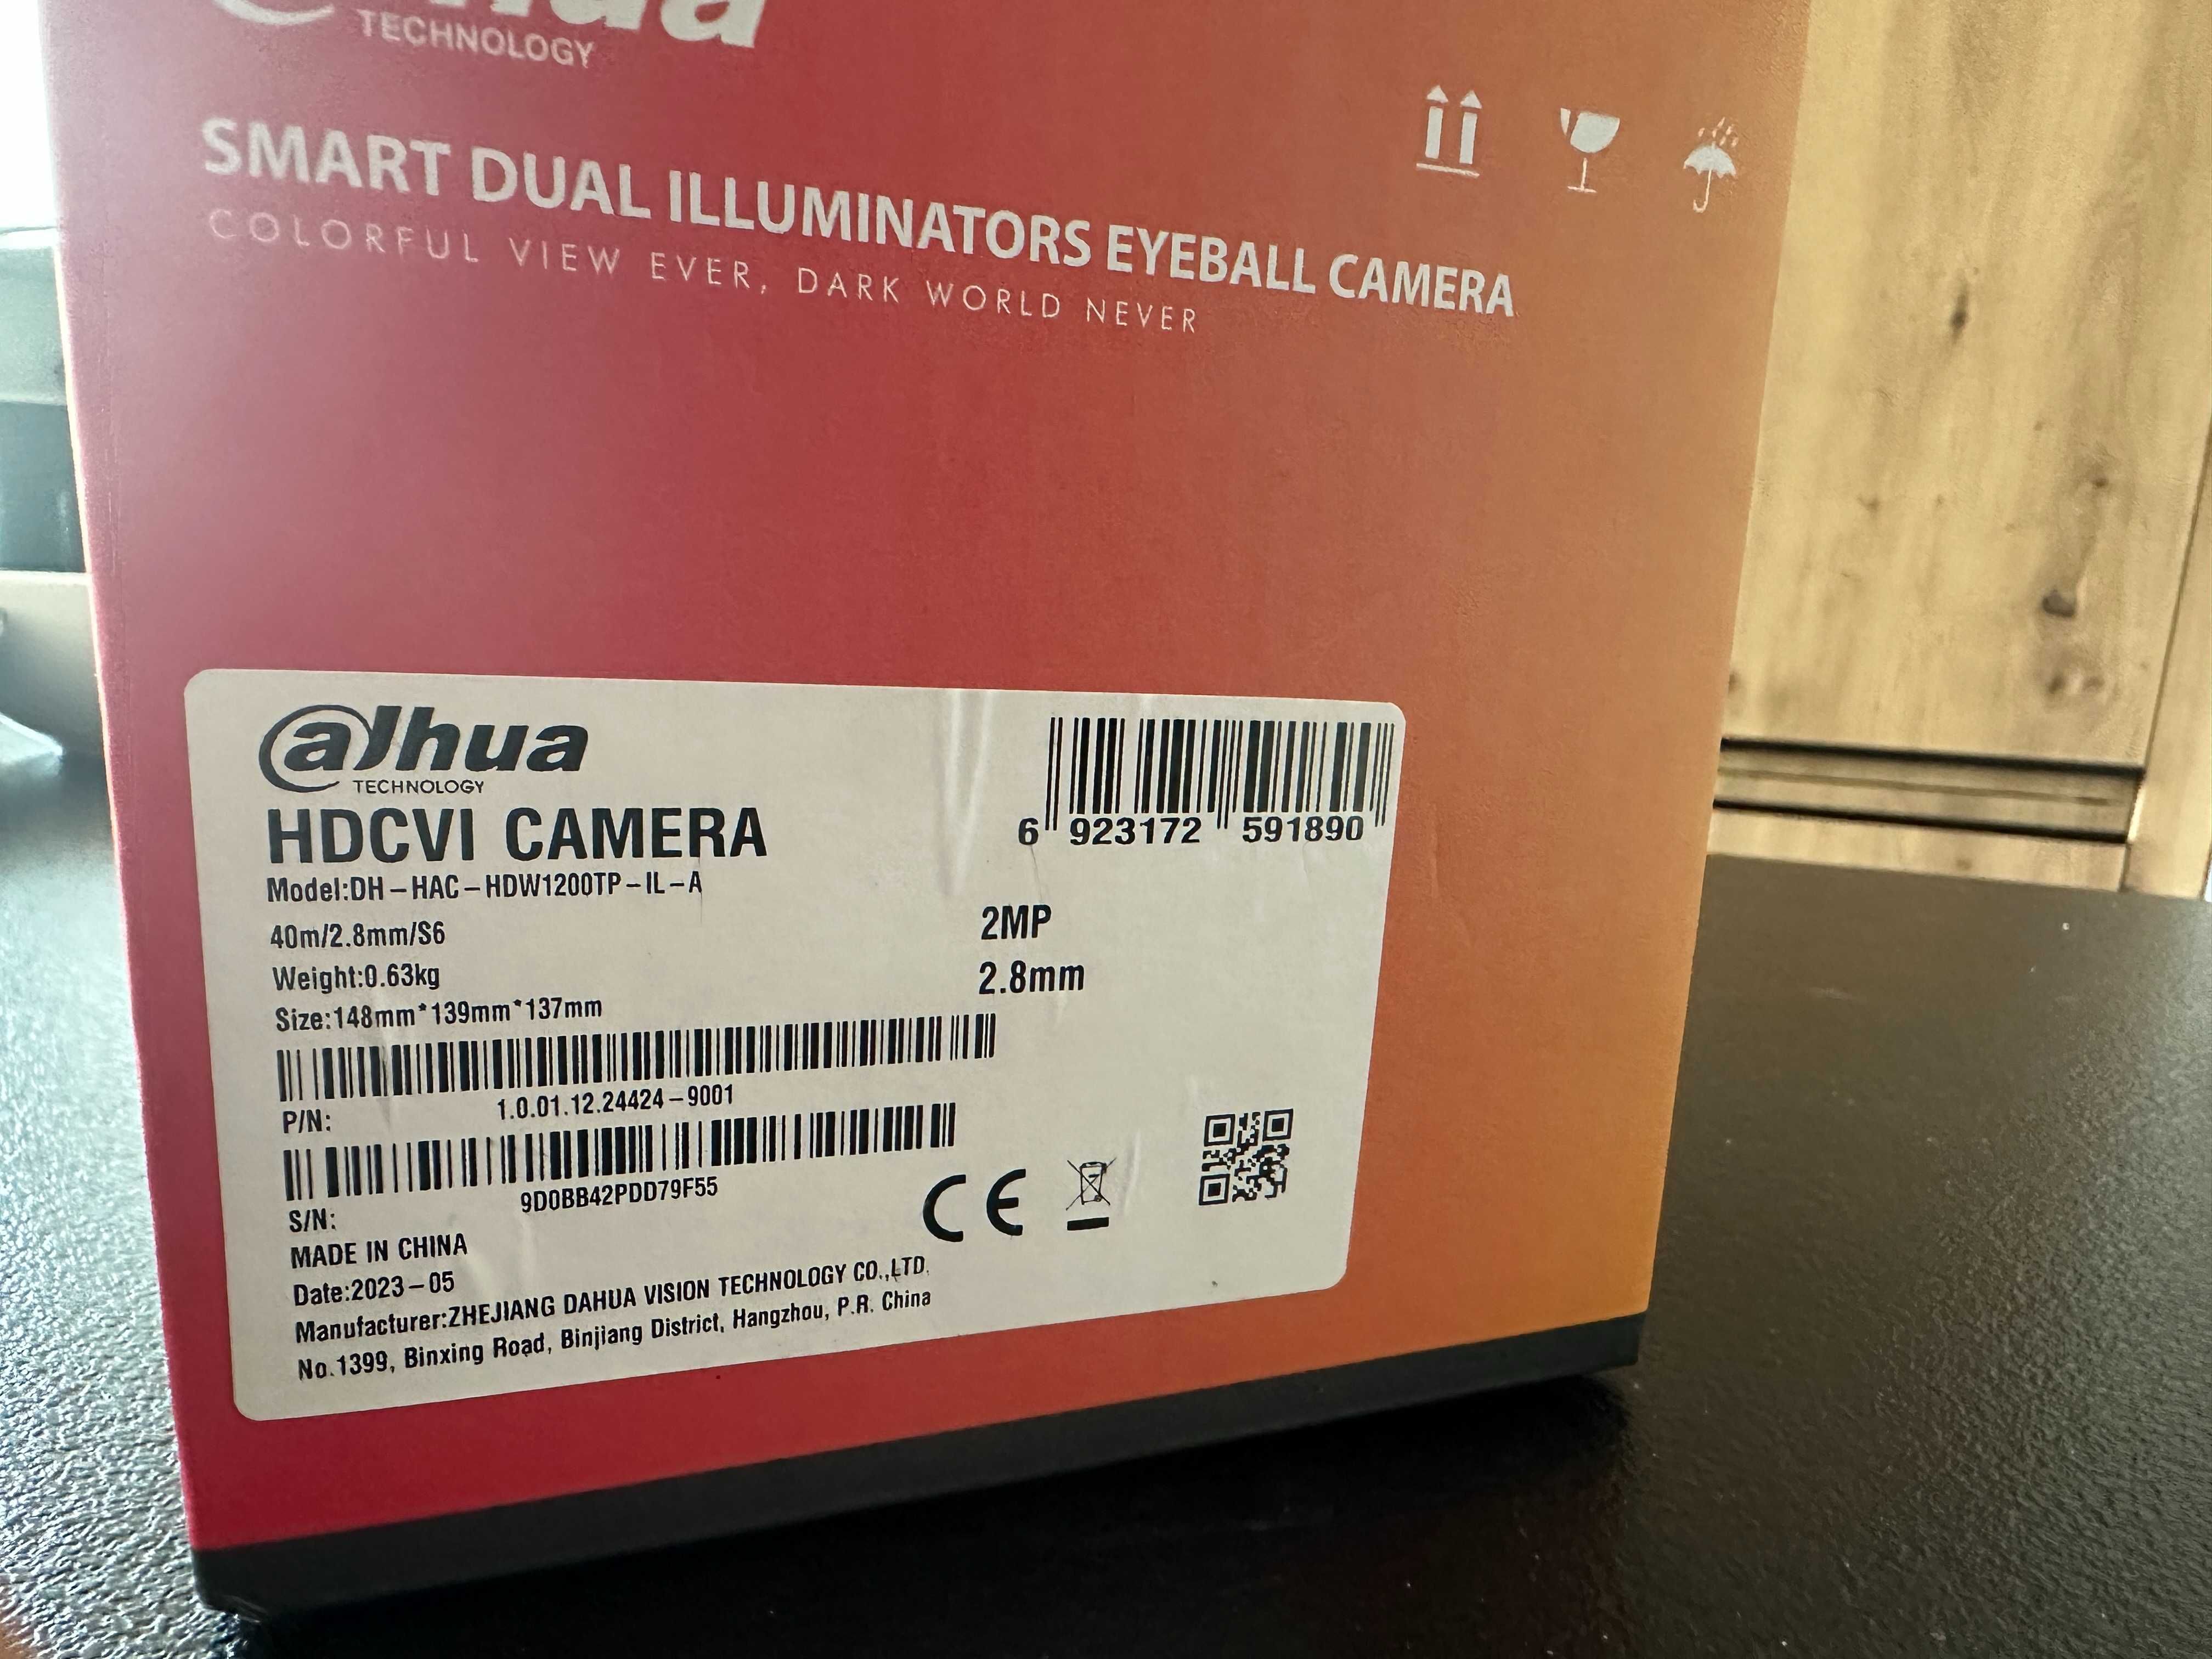 TECHNOLOGY
SMART DUAL ILLUMINATORS EYEBALL CAMERA
COLORFUL VIEW EVER, DARK WORLD NEVER
alhua
TECHNOLOGY
HDCVI CAMERA
6 923172 591890
Model:DH-HAC-HDW1200TP-IL-A
40m/2.8mm/S6
2MP
Weight:0.63kg
2.8mm
Size:148mm*139mm*137mm
P/N: 1.0.01.12.24424-9001
S/N: 9D0BB42PDD79F55
CE
MADE IN CHINA
Date:2023-05
Manufacturer:ZHEJIANG DAHUA VISION TECHNOLOGY CO.,LTD.
No.1399, Binxing Road, Binjiang District, Hangzhou, P.R. China